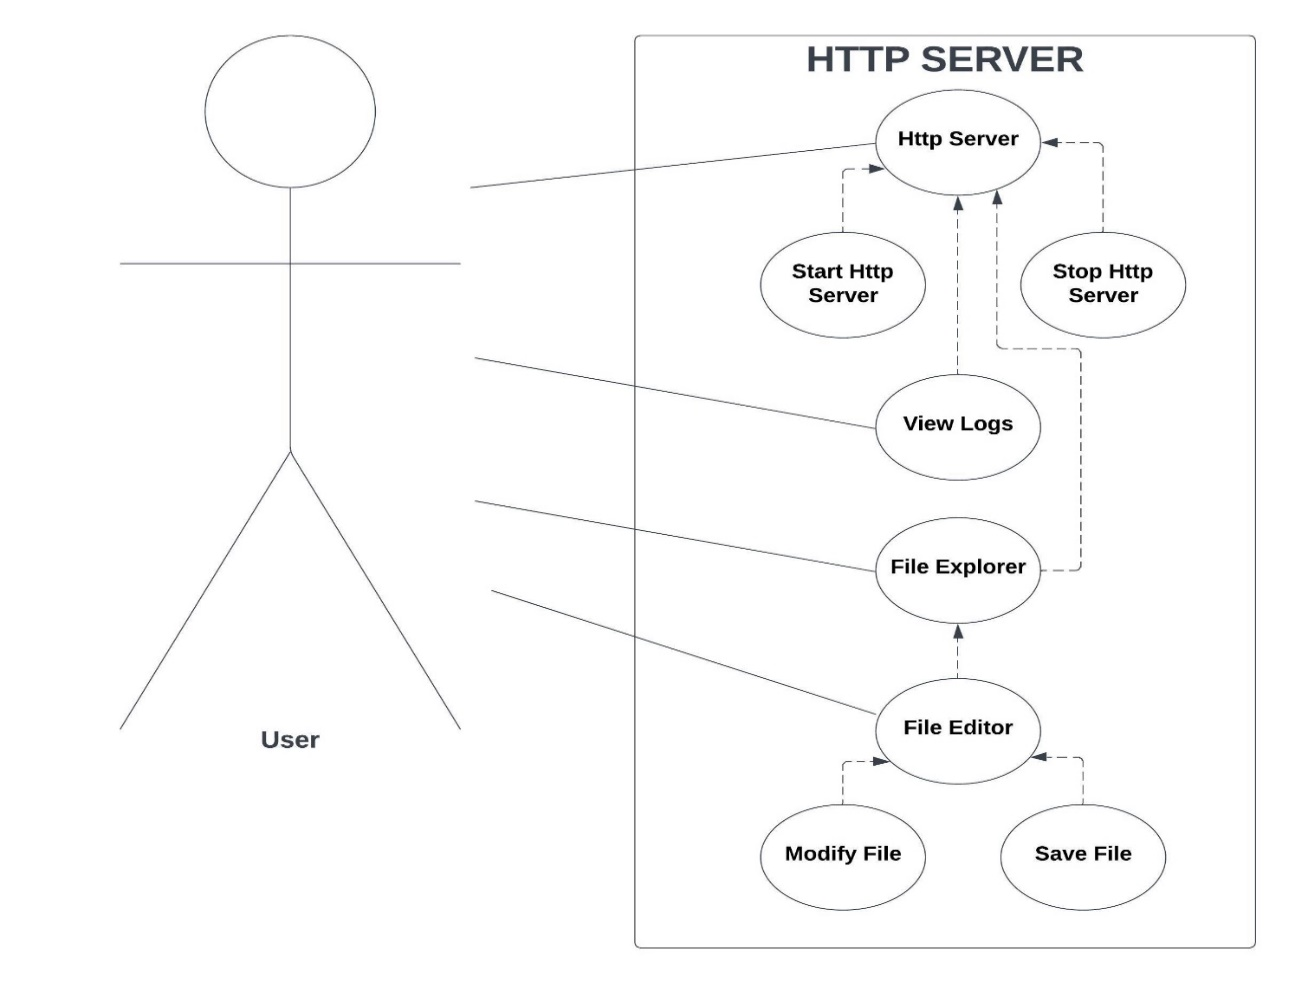 HTTP SERVER
Http Server
Start Http
Server
Stop Http
Server
View Logs
File Explorer
File Editor
User
Modify File
Save File